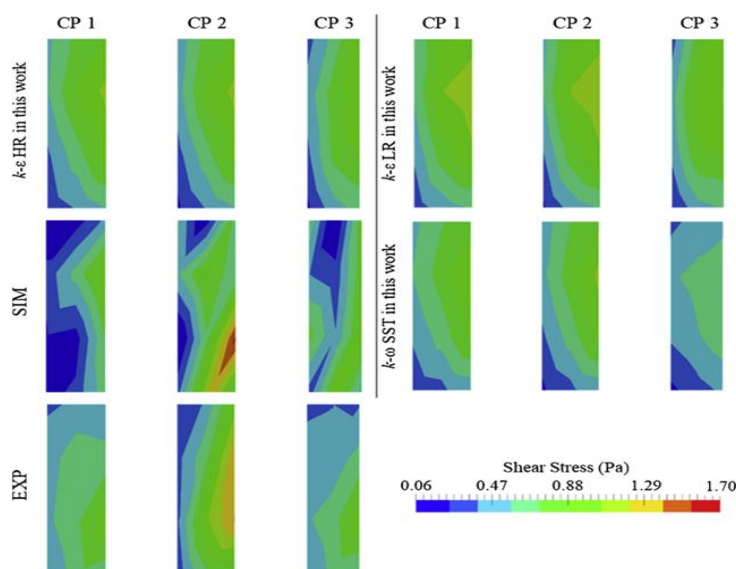 CP 1 CP 2 CP 3 CP 1 CP 2 CP 3
k-ε HR in this work
k-ε LR in this work
SIM
k-ω SST in this work
EXP
Shear Stress (Pa)
0.06 0.47 0.88 1.29 1.70